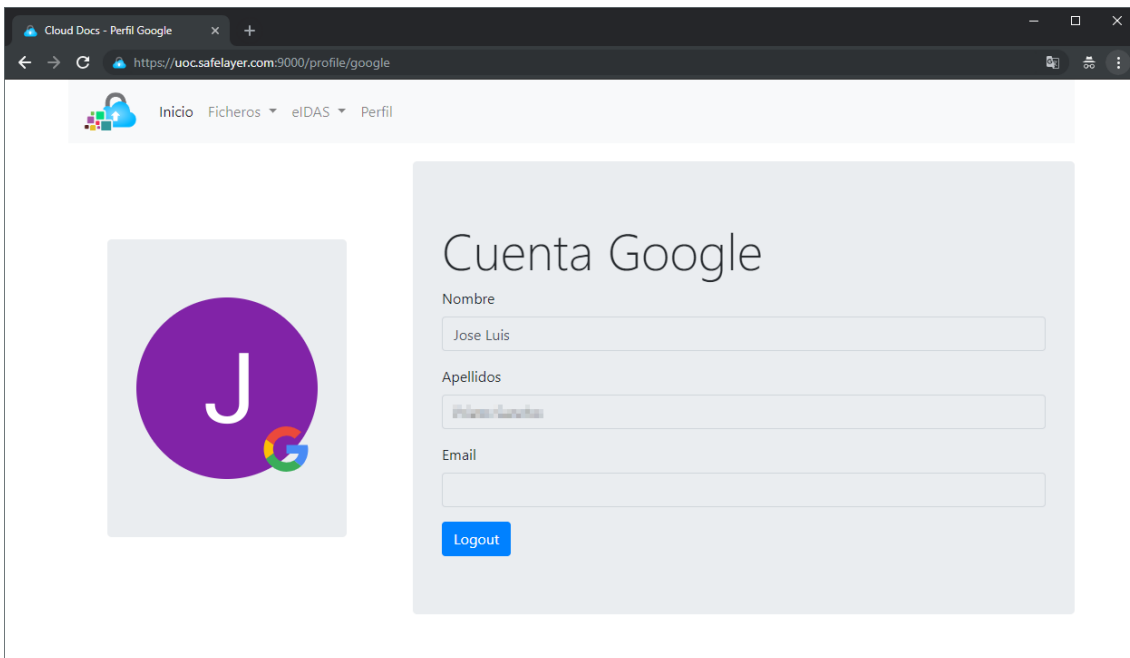 Cloud Docs - Perfil Google
https://uoc.safelayer.com:9000/profile/google
Inicio Ficheros eIDAS Perfil
J
Cuenta Google
Nombre
Jose Luis
Apellidos
Email
Logout